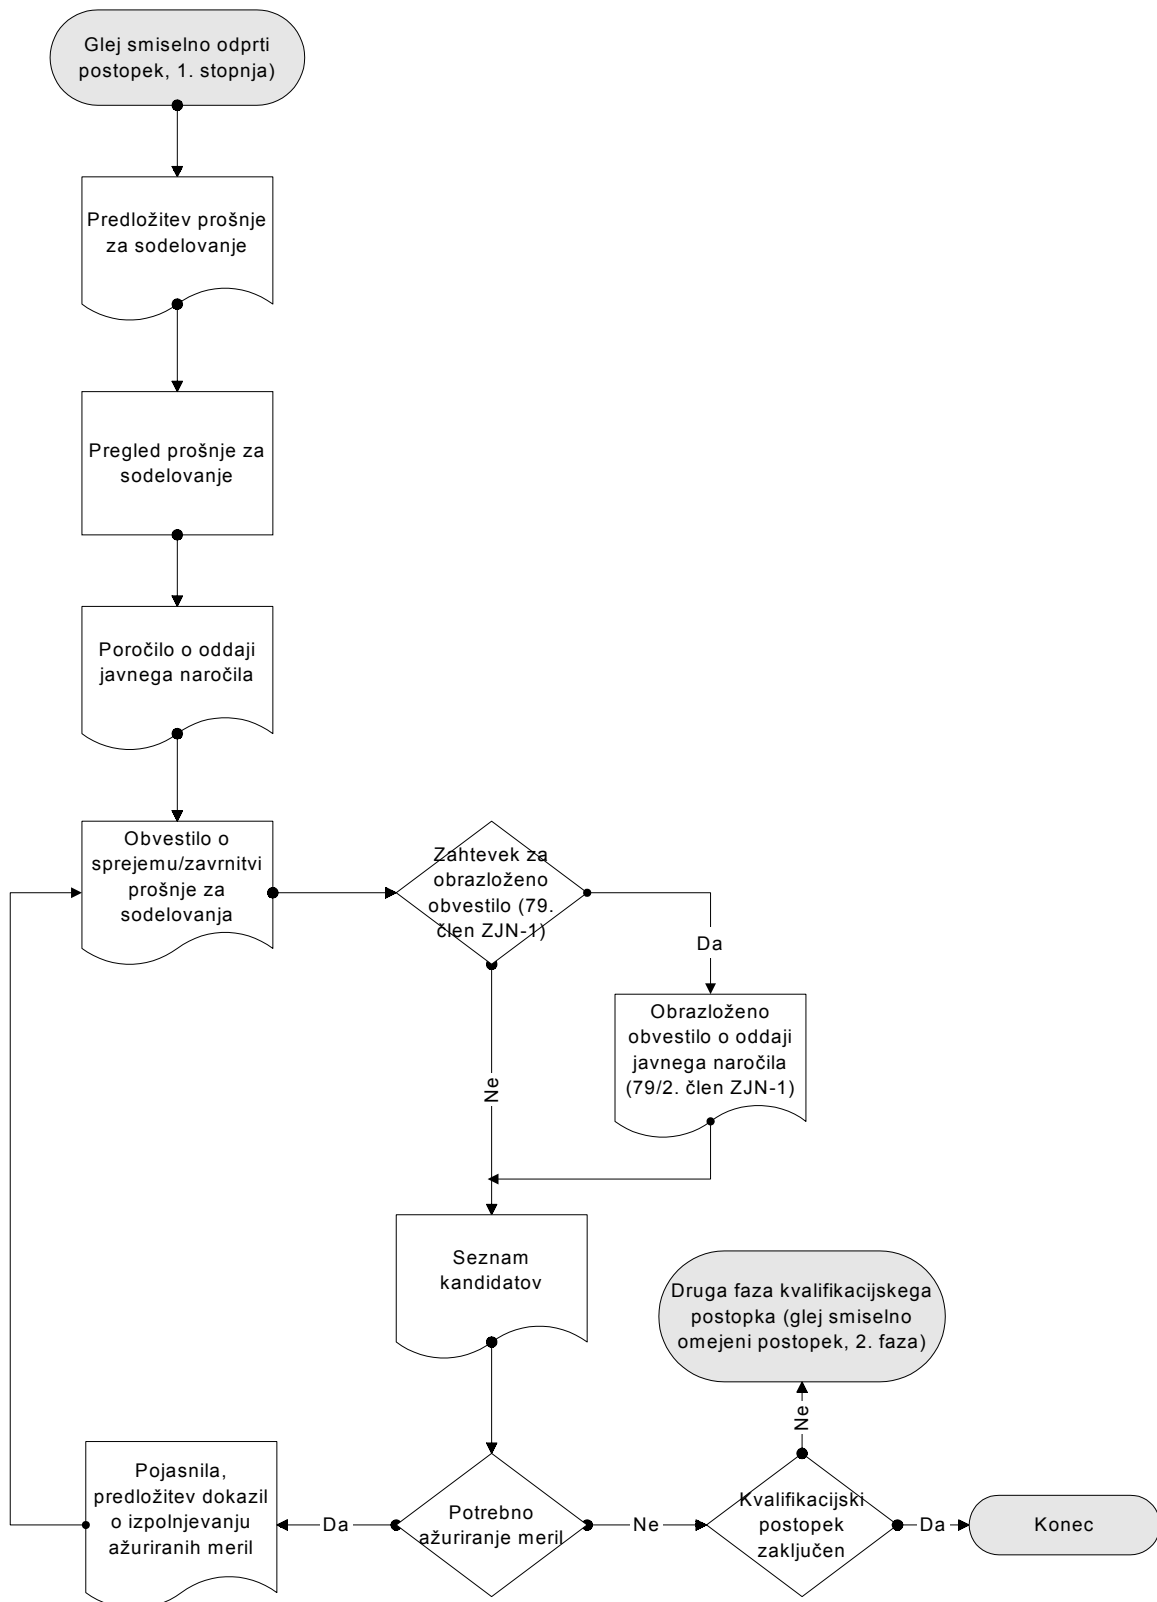 Glej smiselno odprti
postopek, 1. stopnja)
Predložitev prošnje
za sodelovanje
Pregled prošnje za
sodelovanje
Poročilo o oddaji
javnega naročila
Obvestilo o
sprejemu/zavrnitvi
prošnje za
sodelovanja
Zahtevek za
obrazloženo
obvestilo (79.
člen ZJN-1)
Da
Obrazloženo
obvestilo o oddaji
javnega naročila
(79/2. člen ZJN-1)
Ne
Seznam
kandidatov
Druga faza kvalifikacijskega
postopka (glej smiselno
omejeni postopek, 2. faza)
Ne
Pojasnila,
predložitev dokazil
o izpolnjevanju
ažuriranih meril
Da
Potrebno
ažuriranje meril
Ne
Kvalifikacijski
postopek
zaključen
Da
Konec